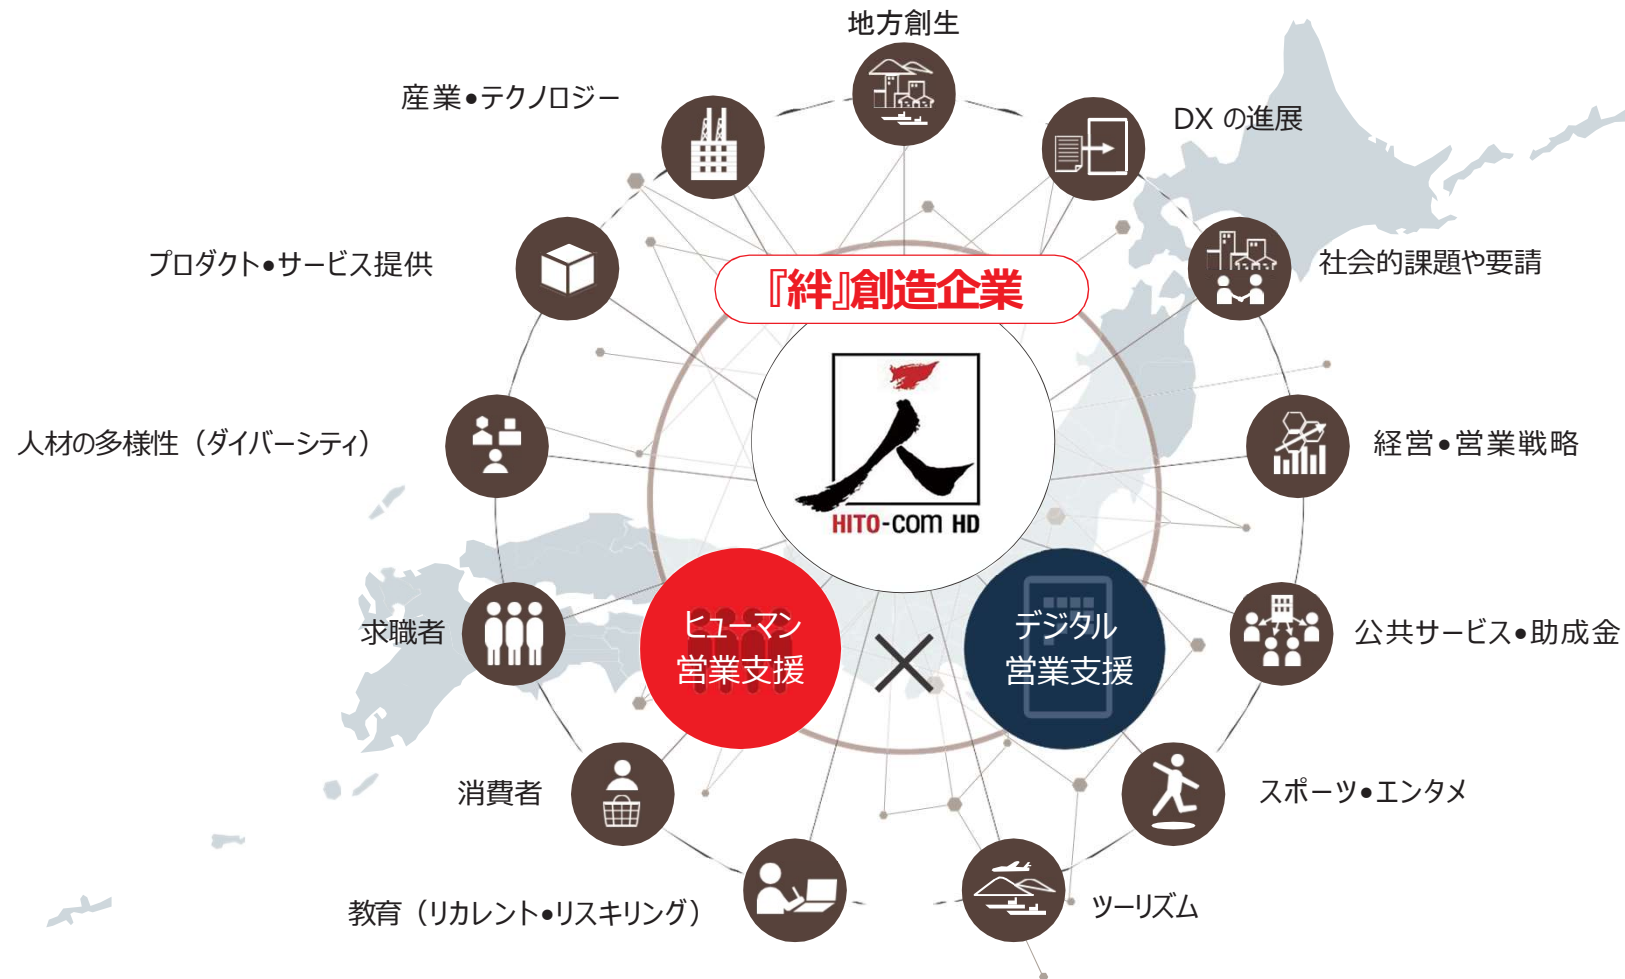 地方創生
産業•テクノロジー
DX の進展
プロダクト•サービス提供
社会的課題や要請
『絆』創造企業
人
HITO-COM HD
人材の多様性（ダイバーシティ）
経営•営業戦略
求職者
ヒューマン
営業支援
×
デジタル
営業支援
公共サービス•助成金
消費者
スポーツ•エンタメ
教育（リカレント•リスキリング）
ツーリズム